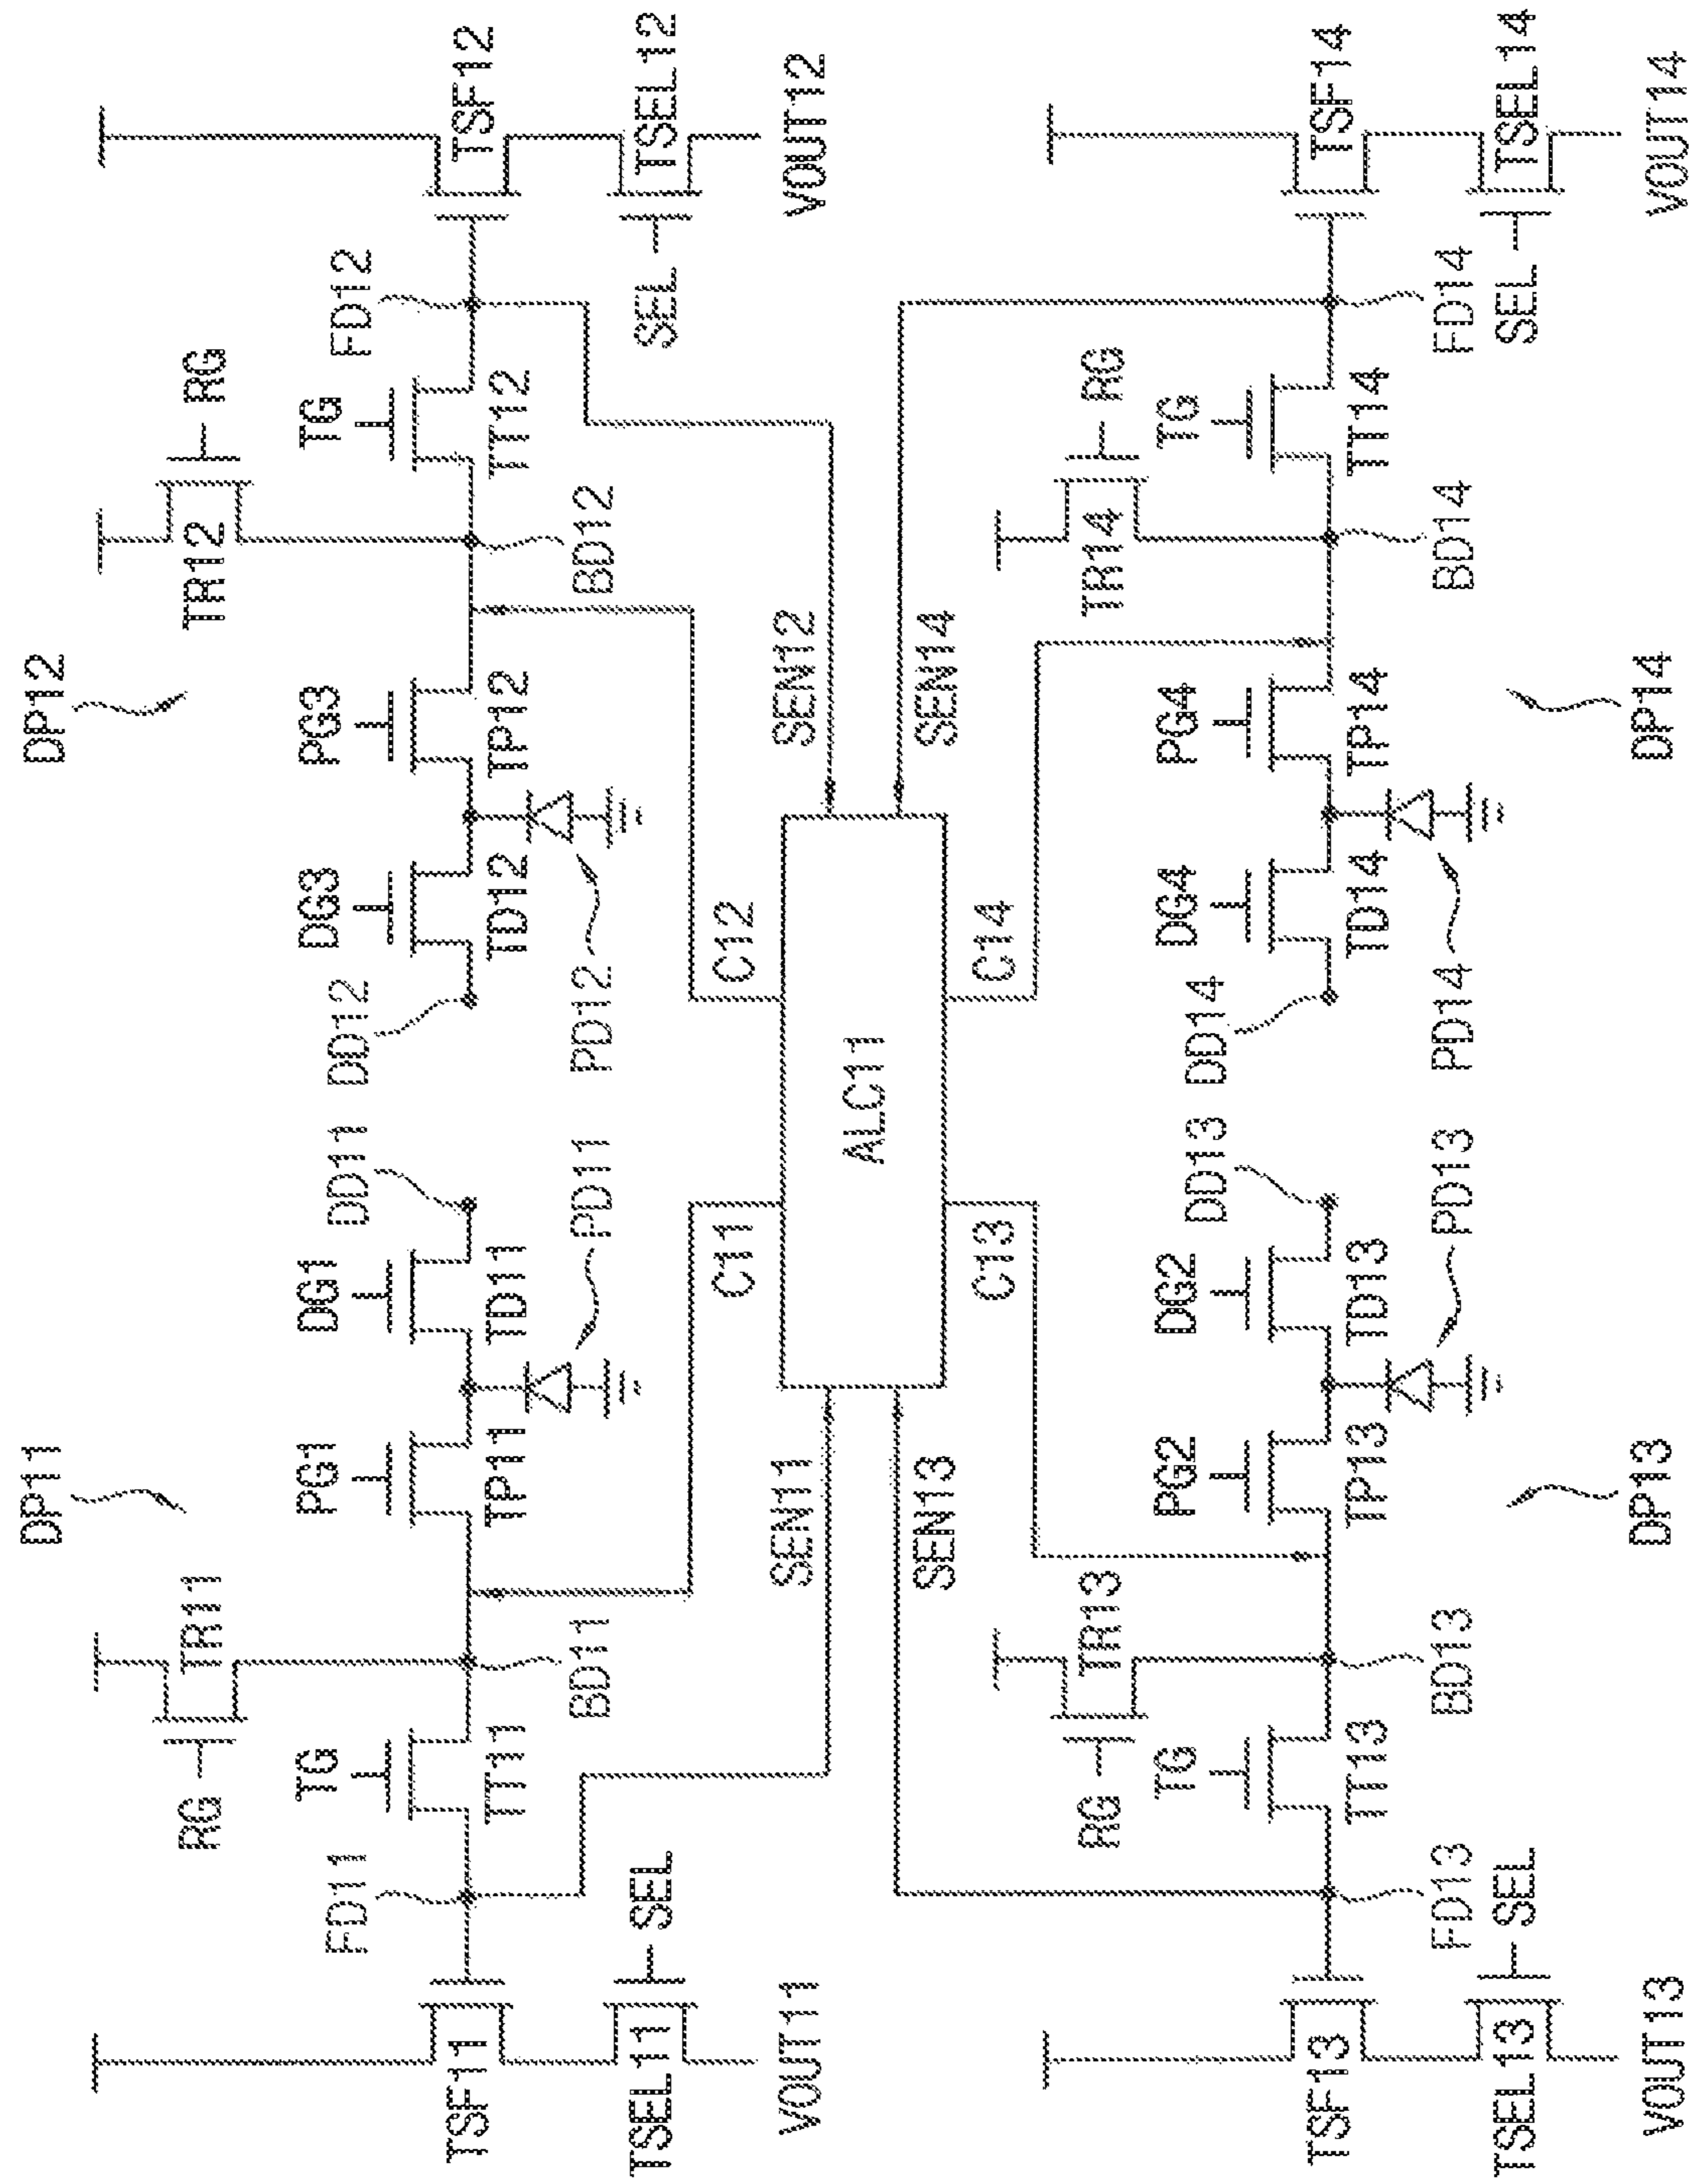 DP11
DP12
RG
TR11
TR12
RG
FD11
TG
PG1
DG1
DD11
DD12
DG3
PG3
TG
FD12
TSF11
TT11
TP11
TD11
TD12
TP12
TT12
TSF12
BD11
PD11
PD12
BD12
TSEL11
SEL
SEL
TSEL12
VOUT11
C11
C12
VOUT12
SEN11
SEN12
ALC11
SEN13
C13
C14
SEN14
RG
TR13
TR14
RG
TG
PG2
DG2
DD13
DD14
DG4
PG4
TG
TSF13
TT13
TP13
TD13
TD14
TP14
TT14
TSF14
FD13
BD13
PD13
PD14
BD14
FD14
TSEL13
SEL
SEL
TSEL14
VOUT13
DP13
DP14
VOUT14